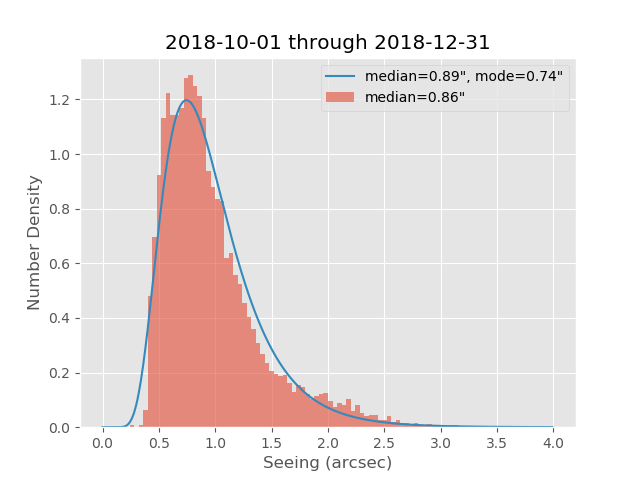 2018-10-01 through 2018-12-31
median=0.89", mode=0.74"
median=0.86"
Number Density
1.2
1.0
0.8
0.6
0.4
0.2
0.0
0.0 0.5 1.0 1.5 2.0 2.5 3.0 3.5 4.0
Seeing (arcsec)